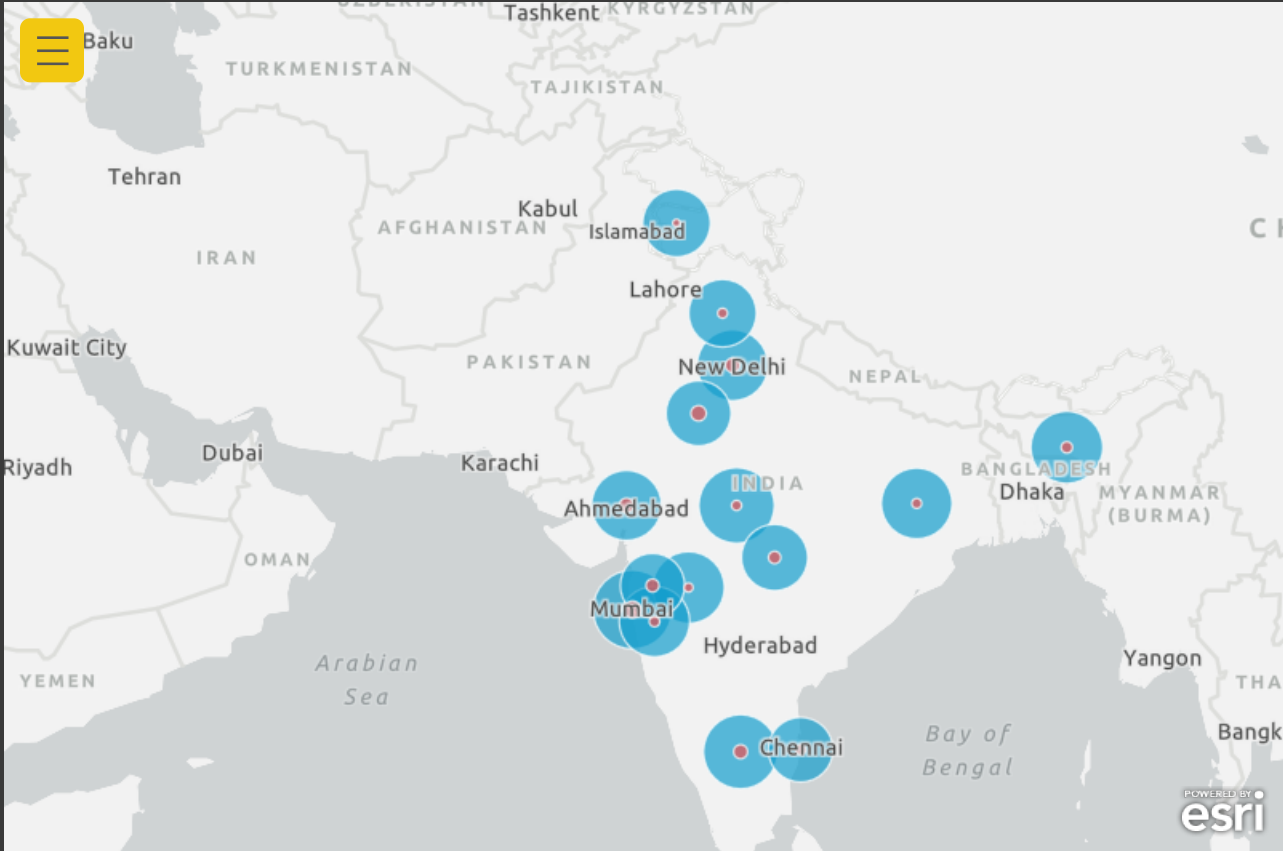 UZBEKISTAN
Tashkent
KYRGYZSTAN
Baku
TURKMENISTAN
TAJIKISTAN
Tehran
Kabul
AFGHANISTAN
Islamabad
CH
IRAN
Lahore
Kuwait City
PAKISTAN
New Delhi
NEPAL
Dubai
Karachi
Riyadh
BANGLADESH
INDIA
Dhaka
MYANMAR
(BURMA)
Ahmedabad
OMAN
Mumbai
Hyderabad
Yangon
Arabian
Sea
YEMEN
THA
Bangk
Bay of
Bengal
Chennai
POWERED BY
esri